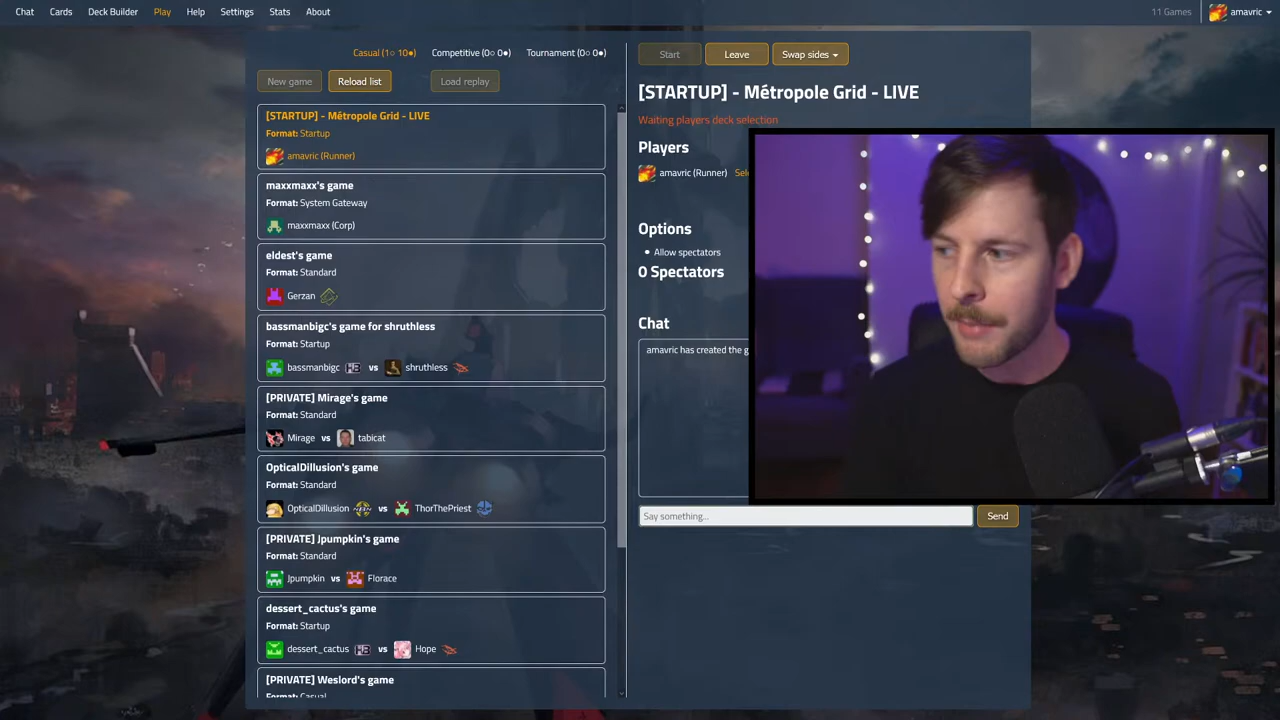 Chat Cards Deck Builder Play Help Settings Stats About
11 Games amavric
Casual (1○ 10●) Competitive (0○ 0●) Tournament (0○ 0●)
New game Reload list Load replay
[STARTUP] - Métropole Grid - LIVE
Format: Startup
amavric (Runner)
maxxmaxx's game
Format: System Gateway
maxxmaxx (Corp)
eldest's game
Format: Standard
Gerzan
bassmanbigc's game for shruthless
Format: Startup
bassmanbigc vs shruthless
[PRIVATE] Mirage's game
Format: Standard
Mirage vs tabicat
OpticalDillusion's game
Format: Standard
OpticalDillusion vs ThorThePriest
[PRIVATE] Jpumpkin's game
Format: Standard
Jpumpkin vs Florace
dessert_cactus's game
Format: Startup
dessert_cactus vs Hope
[PRIVATE] Weslord's game
Format: Casual
Start Leave Swap sides
[STARTUP] - Métropole Grid - LIVE
Waiting players deck selection
Players
amavric (Runner) Sele
Options
Allow spectators
0 Spectators
Chat
amavric has created the g
Say something...
Send